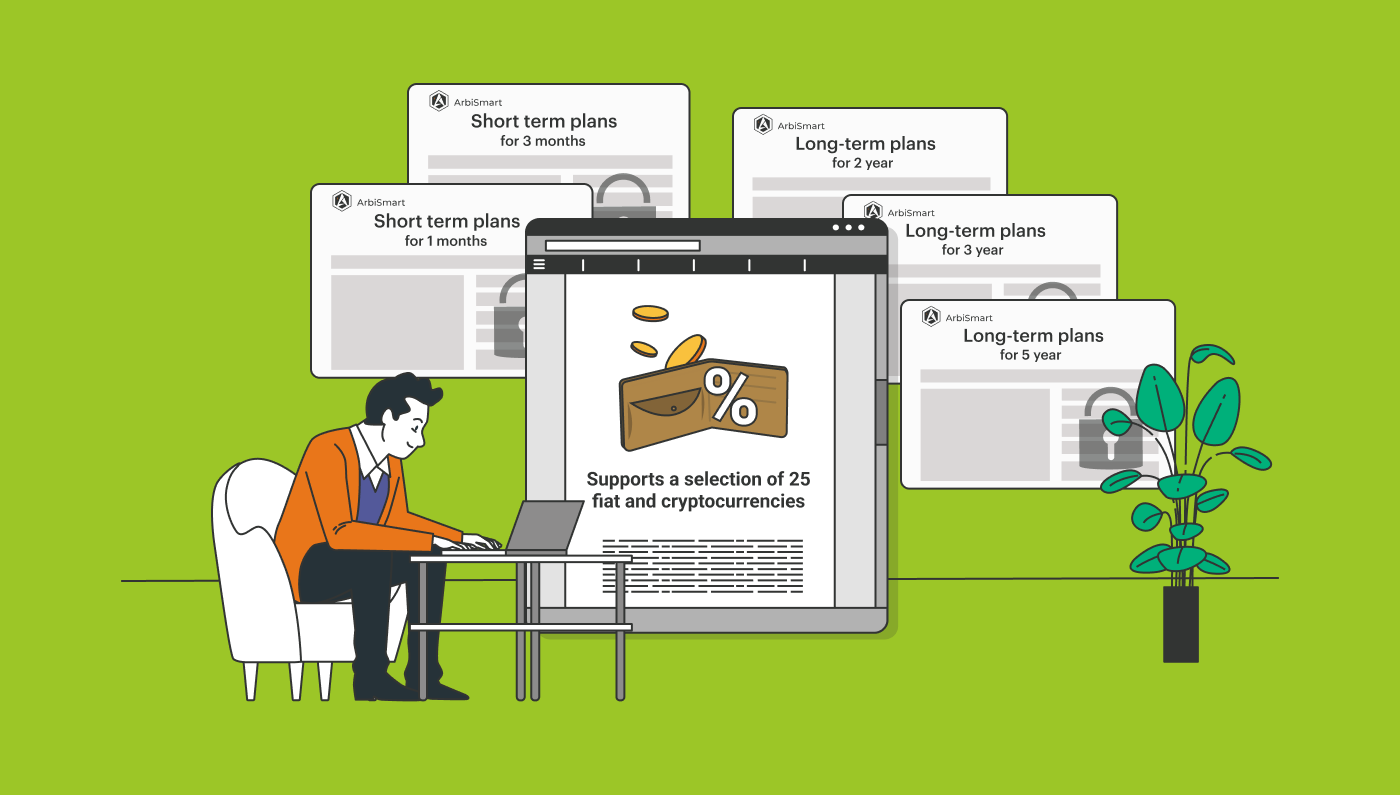 ArbiSmart
Short term plans
for 3 months
ArbiSmart
Short term plans
for 1 months
ArbiSmart
Long-term plans
for 2 year
ArbiSmart
Long-term plans
for 3 year
ArbiSmart
Long-term plans
for 5 year
%
Supports a selection of 25
fiat and cryptocurrencies